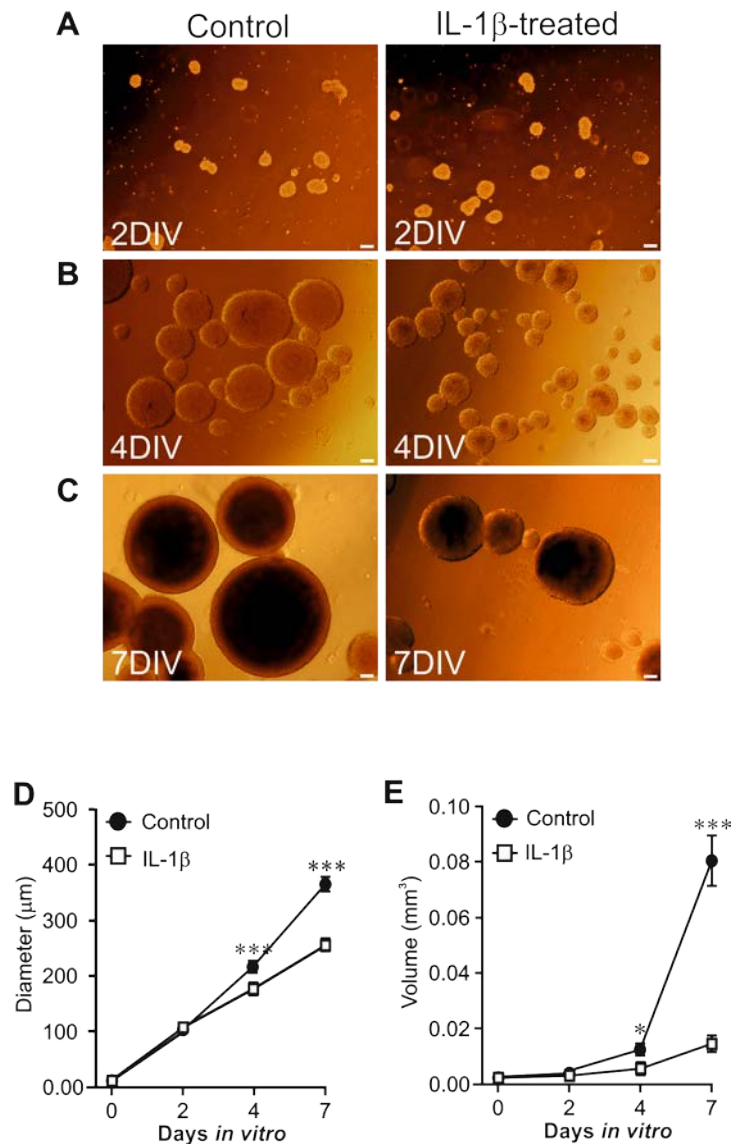 A Control IL-1β-treated
2DIV 2DIV
B
4DIV 4DIV
C
7DIV 7DIV
D
500
400
300
200
100
0.00
Diameter (μm)
Control
IL-1β
***
***
0 2 4 7
Days in vitro
E
0.10
0.08
0.06
0.04
0.02
0.00
Volume (mm³)
Control
IL-1β
*
***
0 2 4 7
Days in vitro